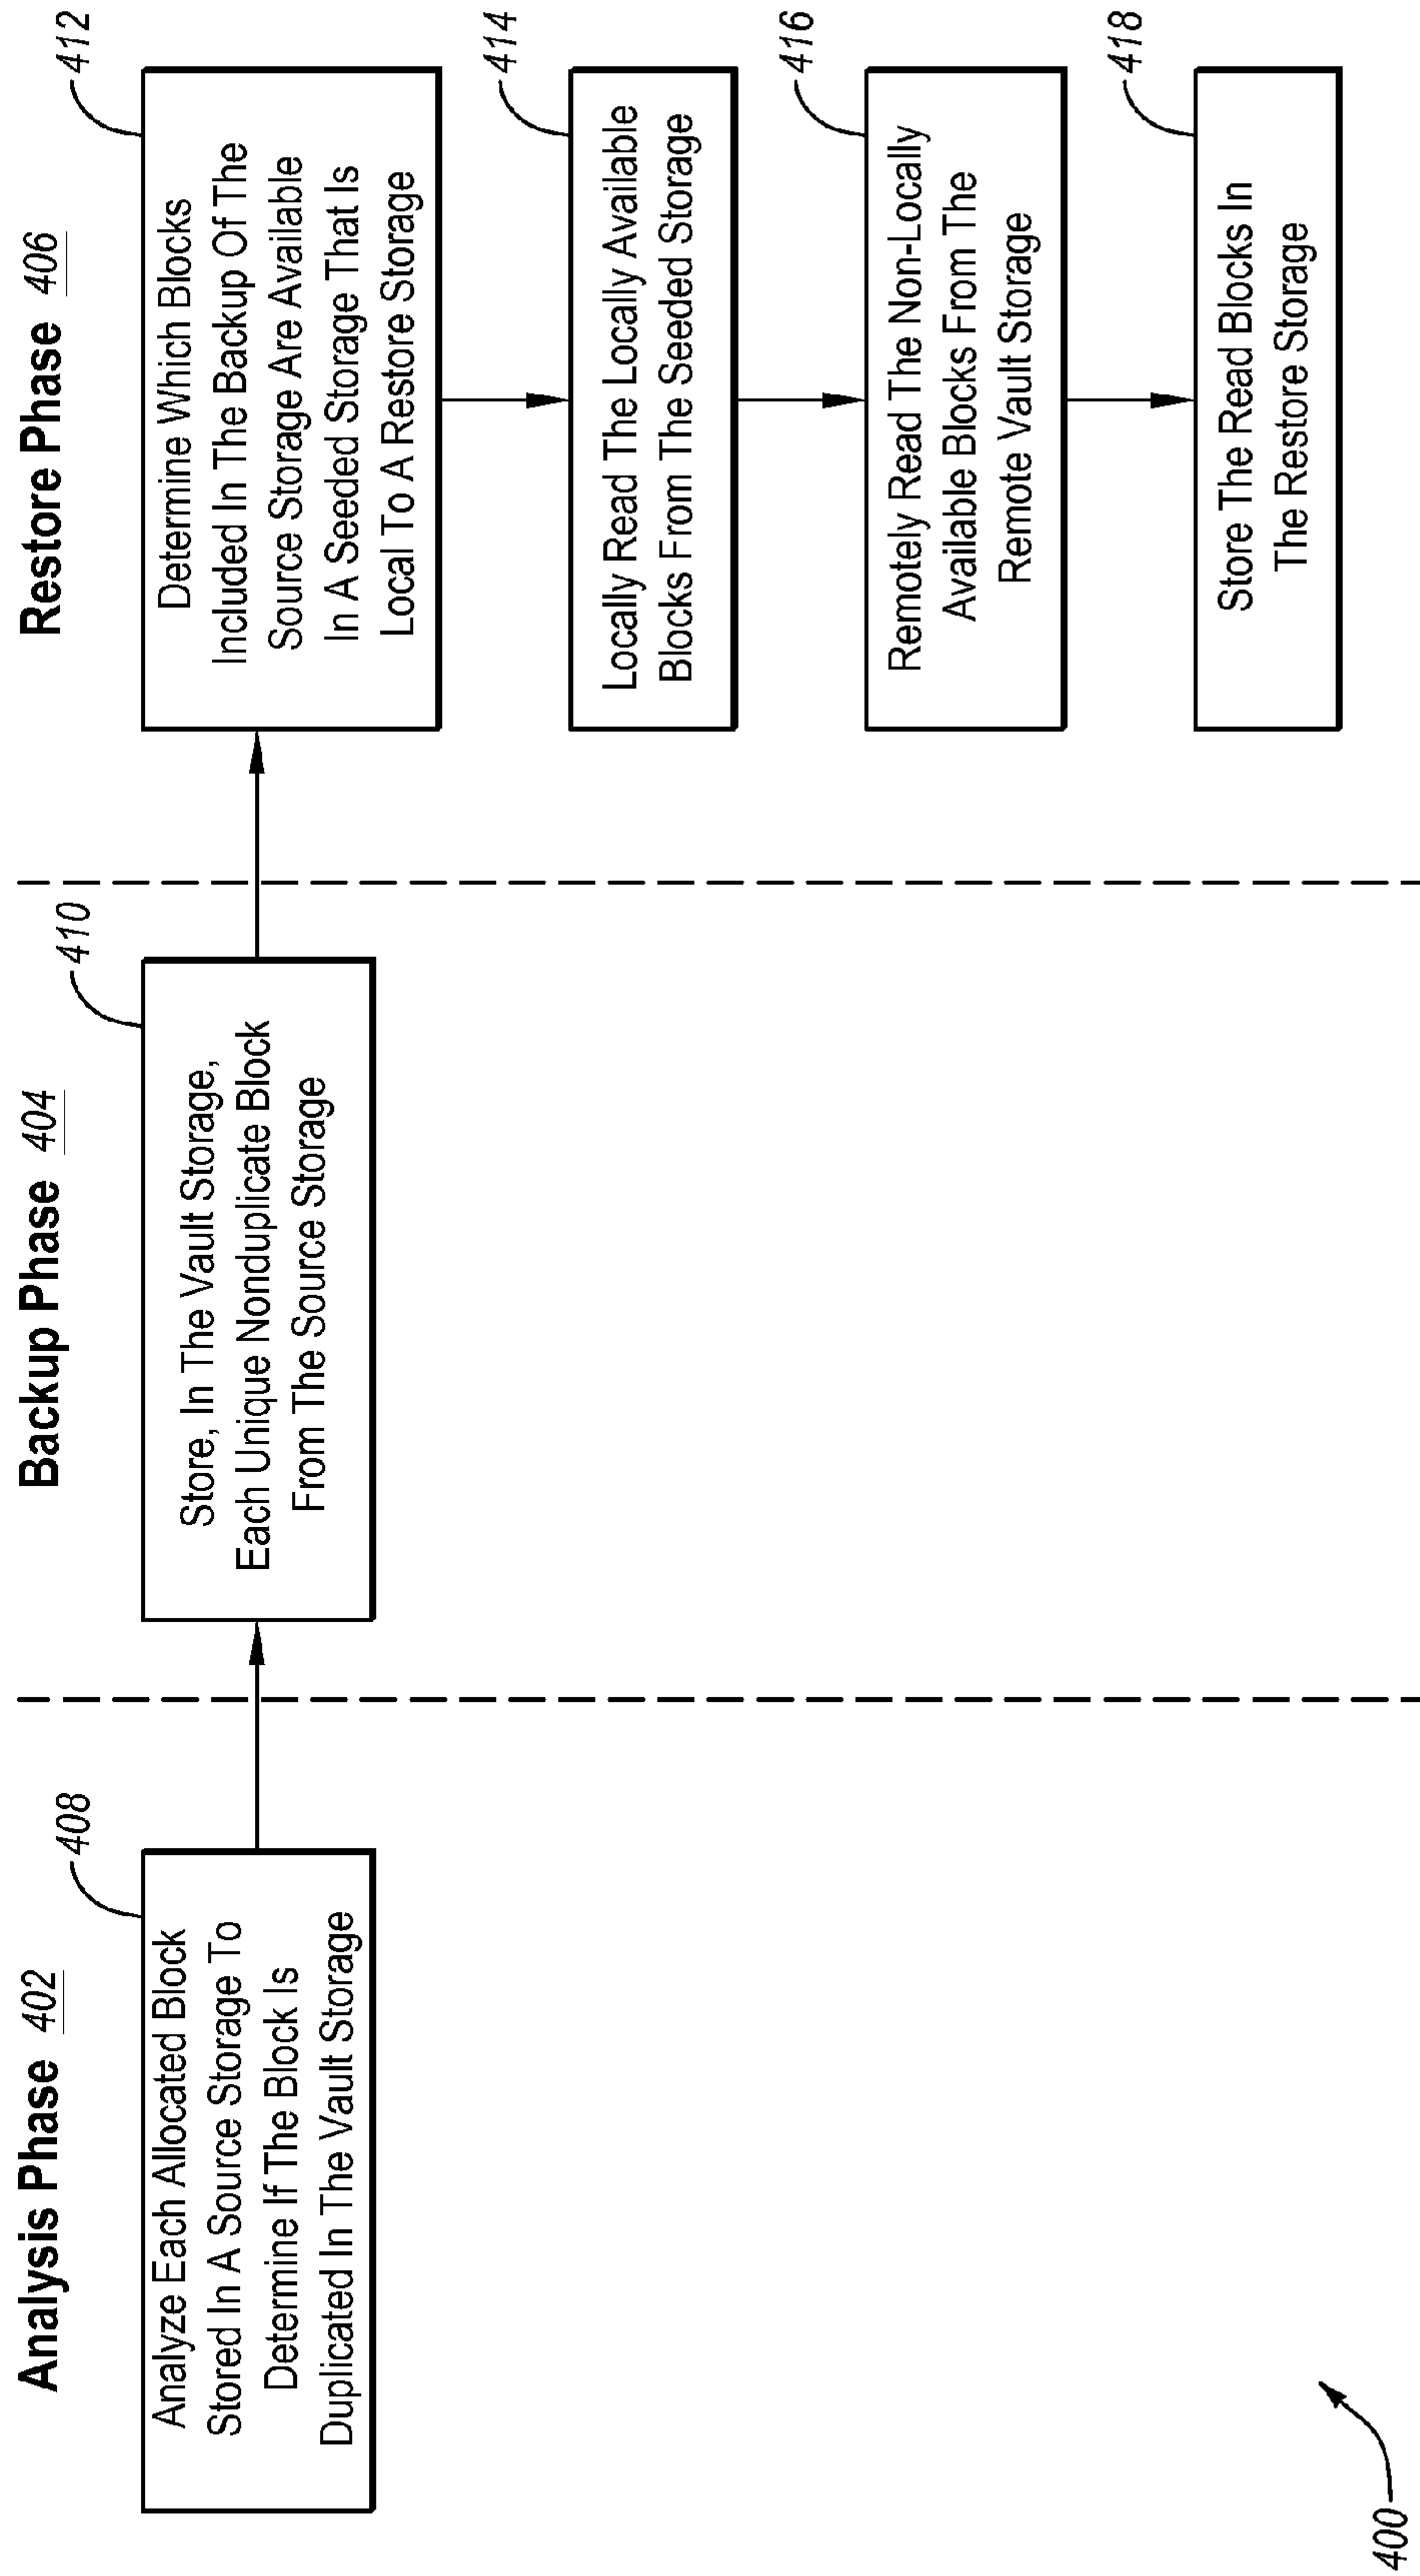 Analysis Phase 402
408
Analyze Each Allocated Block
Stored In A Source Storage To
Determine If The Block Is
Duplicated In The Vault Storage
Backup Phase 404
410
Store, In The Vault Storage,
Each Unique Nonduplicate Block
From The Source Storage
Restore Phase 406
412
Determine Which Blocks
Included In The Backup Of The
Source Storage Are Available
In A Seeded Storage That Is
Local To A Restore Storage
414
Locally Read The Locally Available
Blocks From The Seeded Storage
416
Remotely Read The Non-Locally
Available Blocks From The
Remote Vault Storage
418
Store The Read Blocks In
The Restore Storage
400